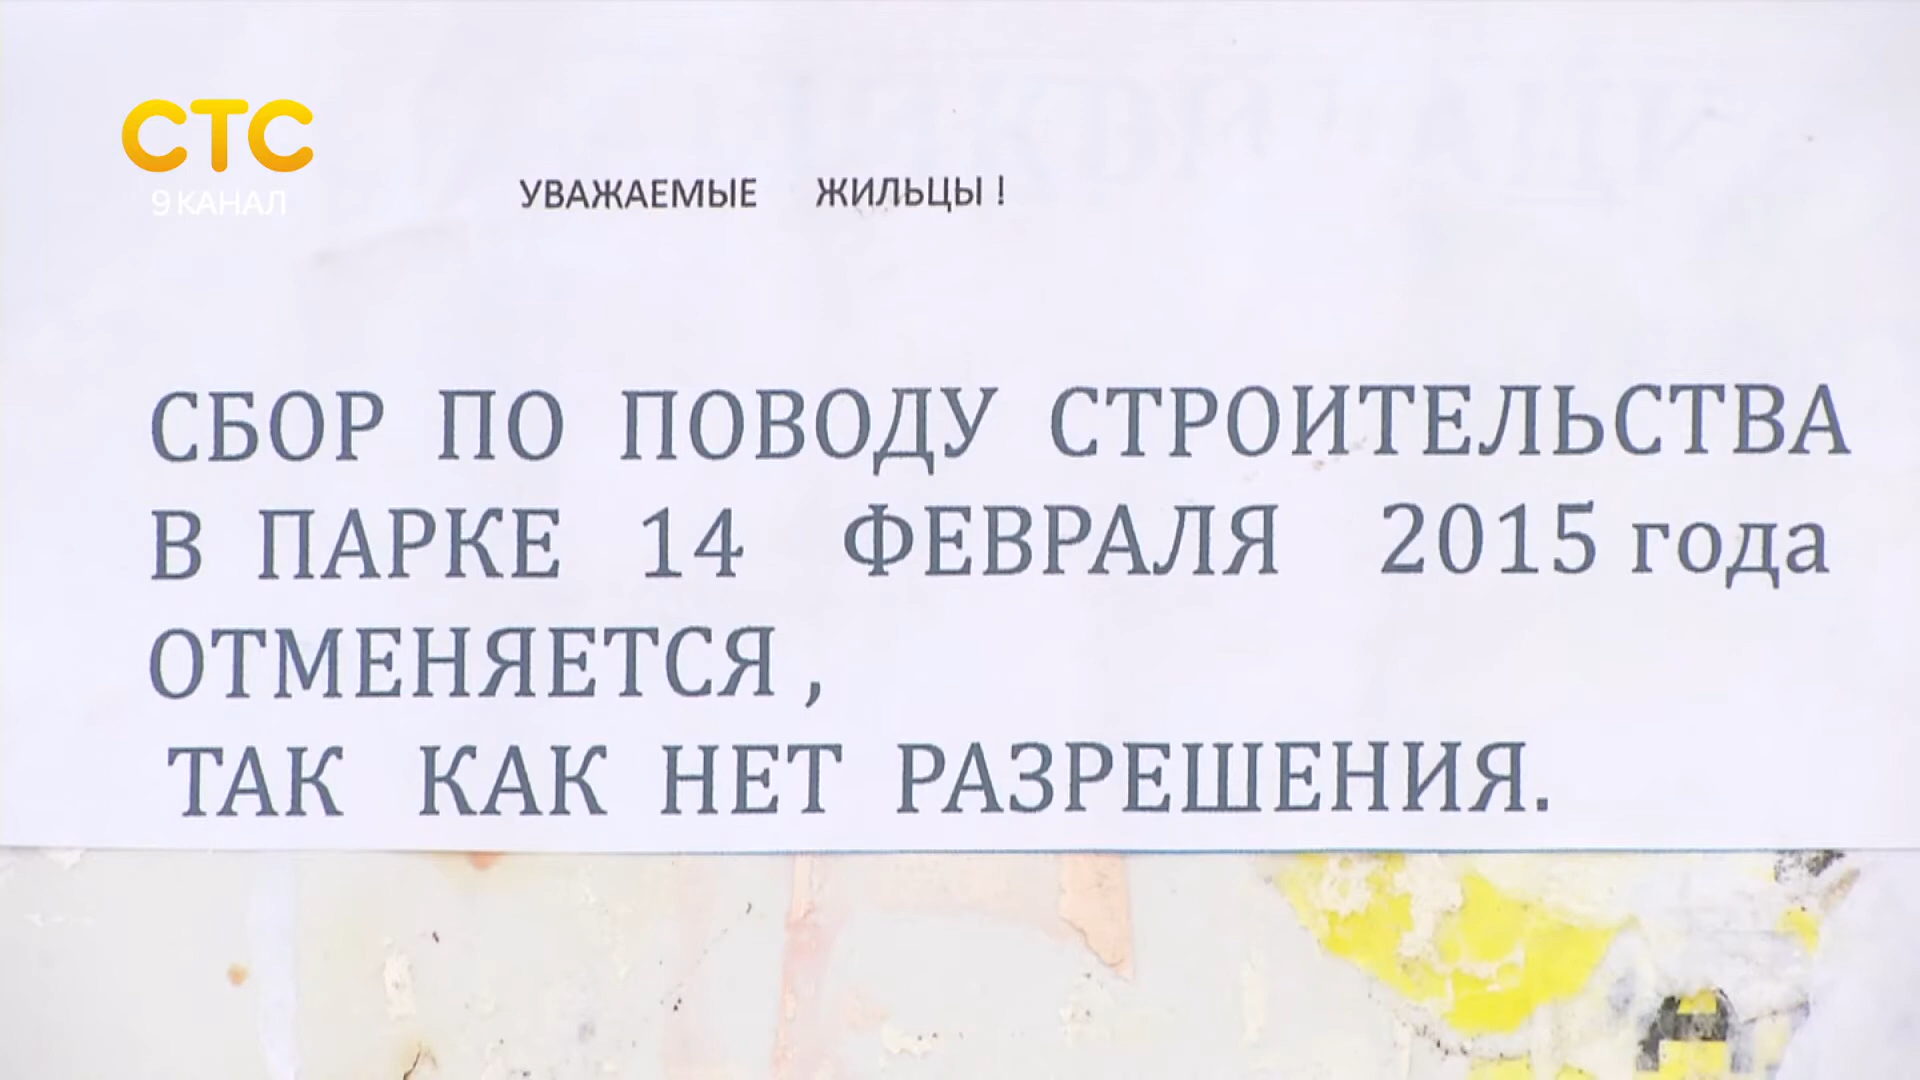 СТС
9 КАНАЛ
УВАЖАЕМЫЕ ЖИЛЬЦЫ !
СБОР ПО ПОВОДУ СТРОИТЕЛЬСТВА
В ПАРКЕ 14 ФЕВРАЛЯ 2015 года
ОТМЕНЯЕТСЯ ,
ТАК КАК НЕТ РАЗРЕШЕНИЯ.